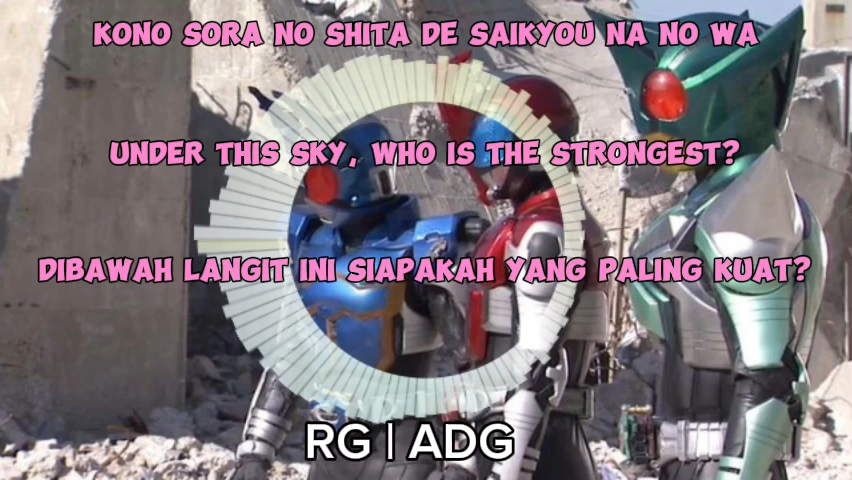 KONO SORA NO SHITA DE SAIKYOU NA NO WA
UNDER THIS SKY, WHO IS THE STRONGEST?
DIBAWAH LANGIT INI SIAPAKAH YANG PALING KUAT?
RG | ADG